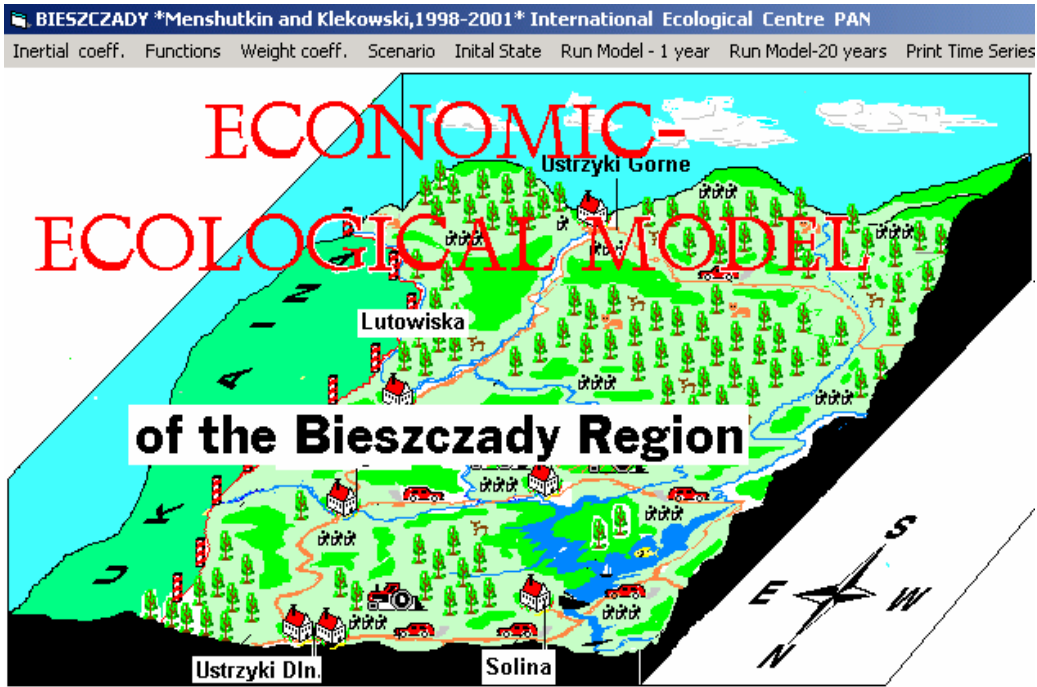 BIESZCZADY *Menshutkin and Klekowski,1998-2001* International Ecological Centre PAN
Inertial coeff. Functions Weight coeff. Scenario Inital State Run Model - 1 year Run Model-20 years Print Time Series
ECONOMIC-
Ustrzyki Gorne
ECOLOGICAL MODEL
Lutowiska
UKRAINA
of the Bieszczady Region
S
E
W
N
Ustrzyki Dln.
Solina